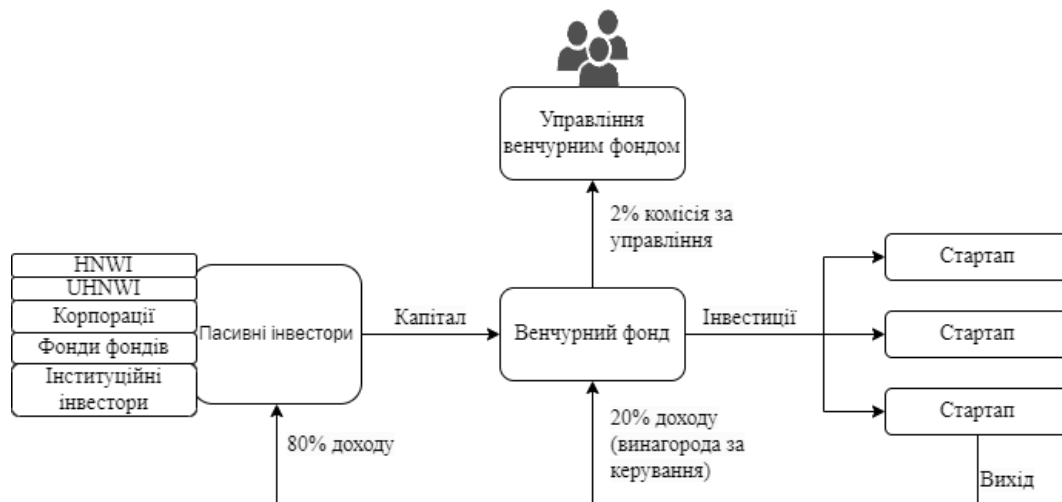 Управління
венчурним фондом
2% комісія за
управління
HNWI
UHNWI
Корпорації
Фонди фондів
Інституційні
інвестори
Пасивні інвестори
Капітал
Венчурний фонд
Інвестиції
Стартап
Стартап
Стартап
80% доходу
20% доходу
(винагорода за
керування)
Вихід